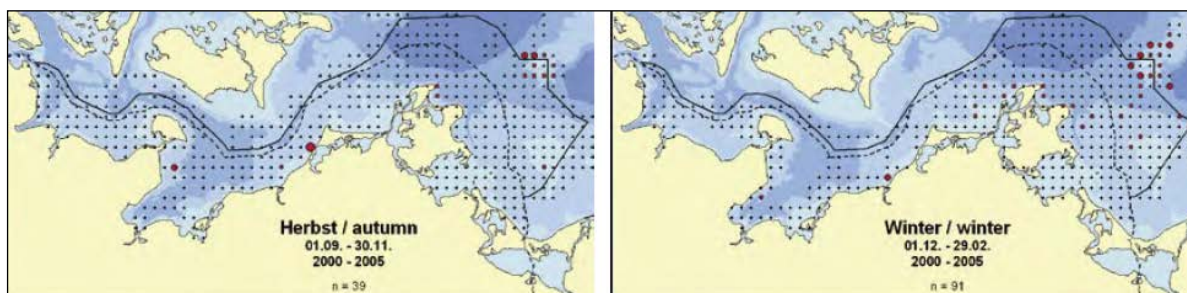 Herbst / autumn
01.09. - 30.11.
2000 - 2005
n = 39
Winter / winter
01.12. - 29.02.
2000 - 2005
n = 91